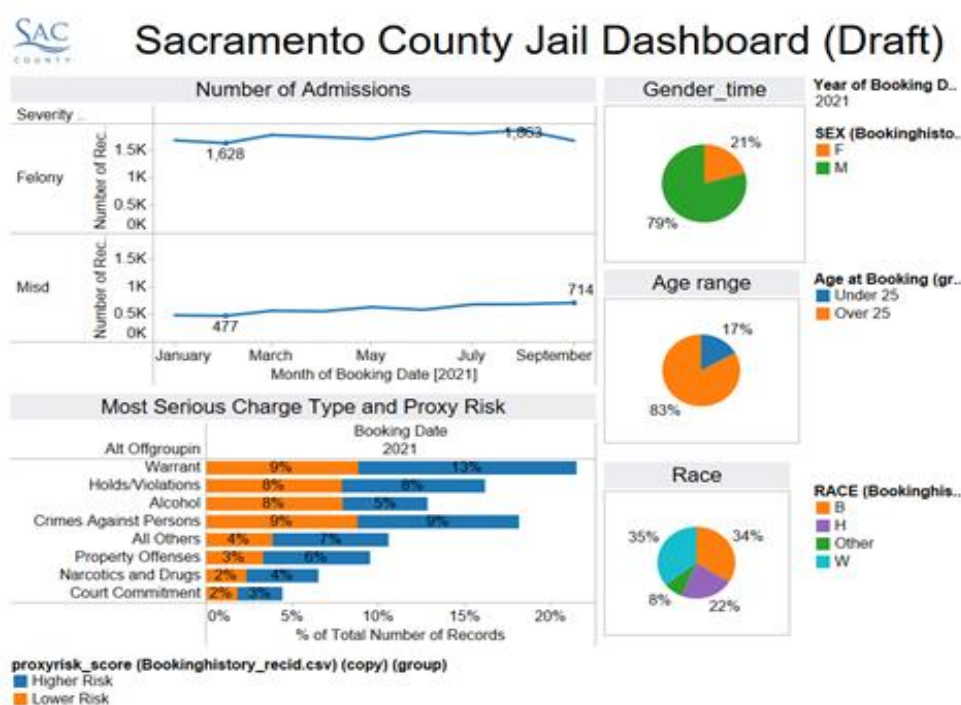 SAC
COUNTY
Sacramento County Jail Dashboard (Draft)
Number of Admissions
Severity ..
Felony
Number of Rec..
1.5K
1K
0.5K
0K
1,628
1,863
Misd
Number of Rec..
1.5K
1K
0.5K
0K
477
714
January March May July September
Month of Booking Date [2021]
Most Serious Charge Type and Proxy Risk
Booking Date
Alt Offgroupin 2021
Warrant 9% 13%
Holds/Violations 8% 8%
Alcohol 8% 5%
Crimes Against Persons 9% 9%
All Others 4% 7%
Property Offenses 3% 6%
Narcotics and Drugs 2% 4%
Court Commitment 2% 3%
0% 5% 10% 15% 20%
% of Total Number of Records
proxyrisk_score (Bookinghistory_recid.csv) (copy) (group)
Higher Risk
Lower Risk
Gender_time
21%
79%
Year of Booking D..
2021
SEX (Bookinghisto..
F
M
Age range
17%
83%
Age at Booking (gr..
Under 25
Over 25
Race
35% 34%
8% 22%
RACE (Bookinghis..
B
H
Other
W